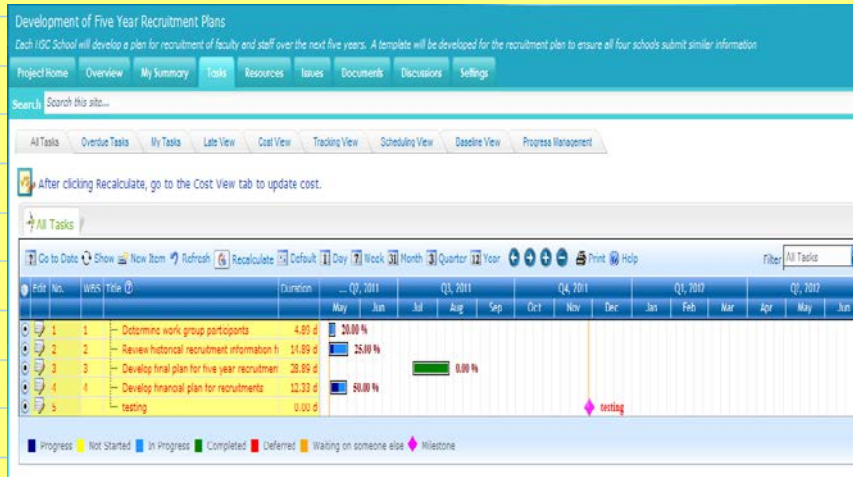 Development of Five Year Recruitment Plans
Each HGC School will develop a plan for recruitment of faculty and staff over the next five years. A template will be developed for the recruitment plan to ensure all four schools submit similar information
Project Home Overview My Summary Tasks Resources Issues Documents Discussions Settings
Search Search this site...
All Tasks Overdue Tasks My Tasks Late View Cost View Tracking View Scheduling View Baseline View Progress Management
After clicking Recalculate, go to the Cost View tab to update cost.
All Tasks
Go to Date Show New Item Refresh Recalculate Default 1 Day 7 Week 31 Month 3 Quarter 12 Year Print Help Filter All Tasks
Edit No. WBS Title Duration ... Q2, 2011 Q3, 2011 Q4, 2011 Q1, 2012 Q2, 2012
May Jun Jul Aug Sep Oct Nov Dec Jan Feb Mar Apr May Jun
1 1 Determine work group participants 4.89 d 20.00 %
2 2 Review historical recruitment information h 14.89 d 25.00 %
3 3 Develop final plan for five year recruitmen 28.89 d 0.00 %
4 4 Develop financial plan for recruitments 12.33 d 50.00 %
5 testing 0.00 d testing
Progress Not Started In Progress Completed Deferred Waiting on someone else Milestone